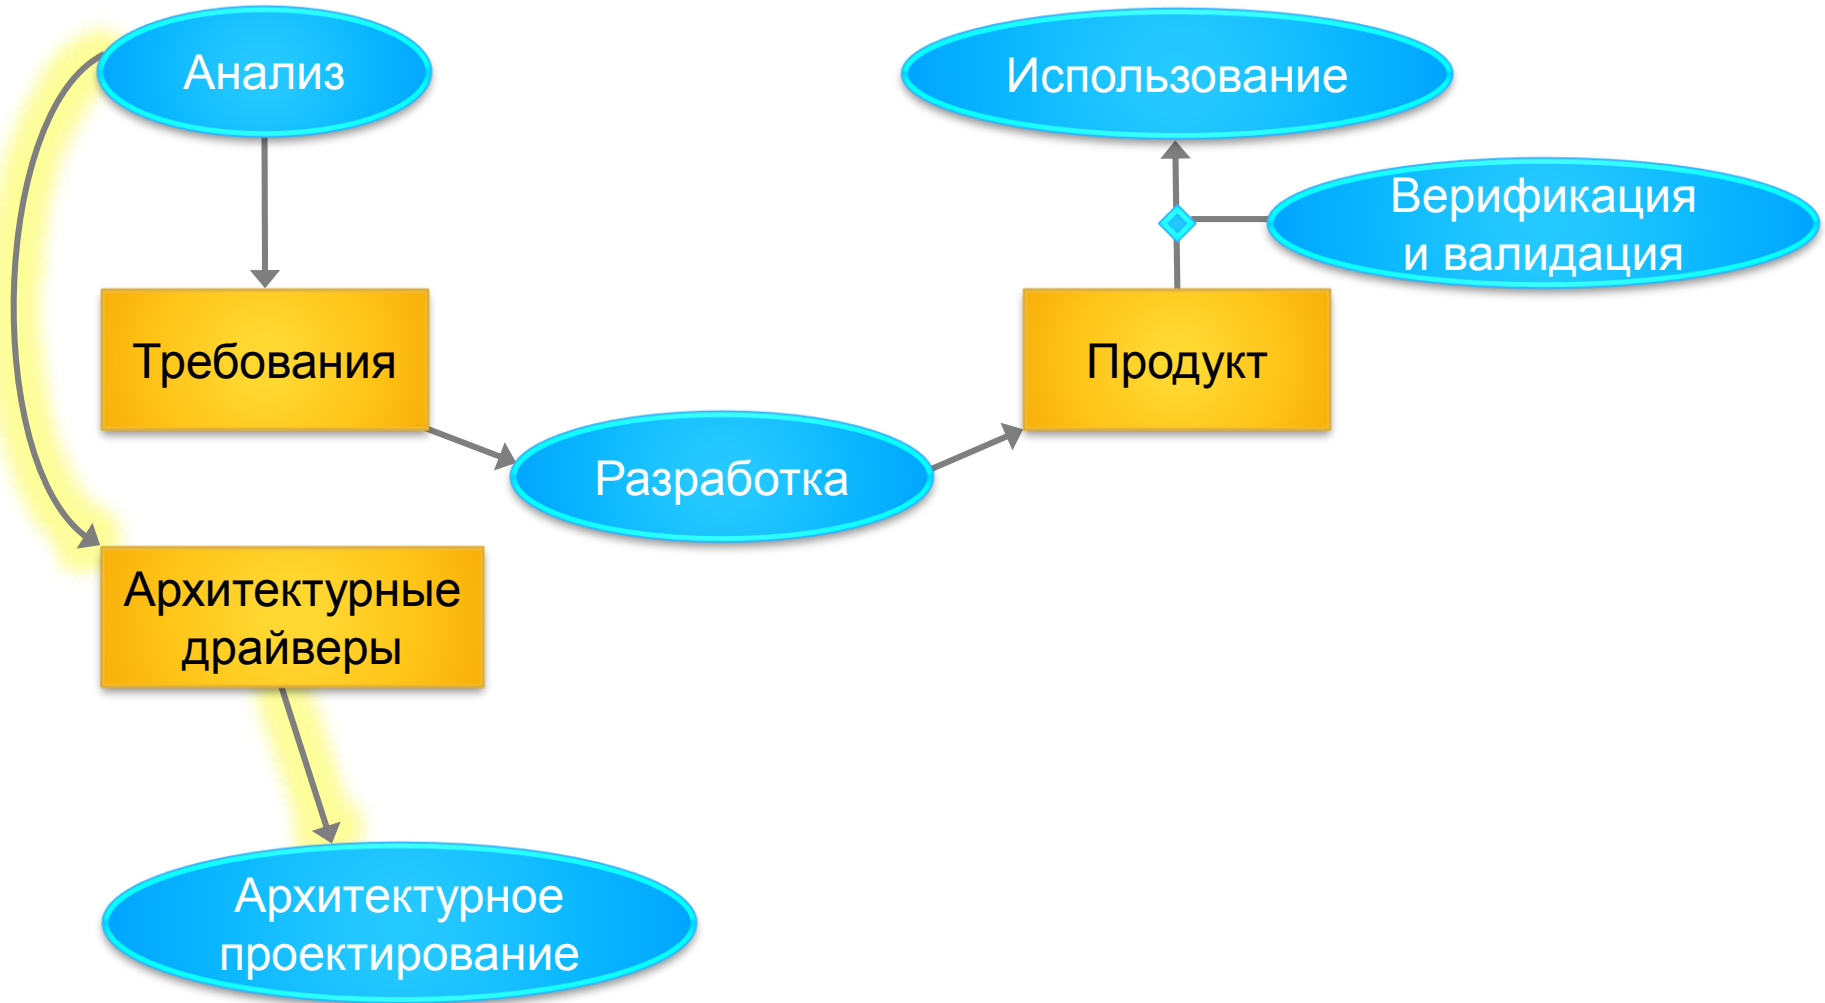 Анализ
Использование
Верификация
и валидация
Требования
Продукт
Разработка
Архитектурные
драйверы
Архитектурное
проектирование